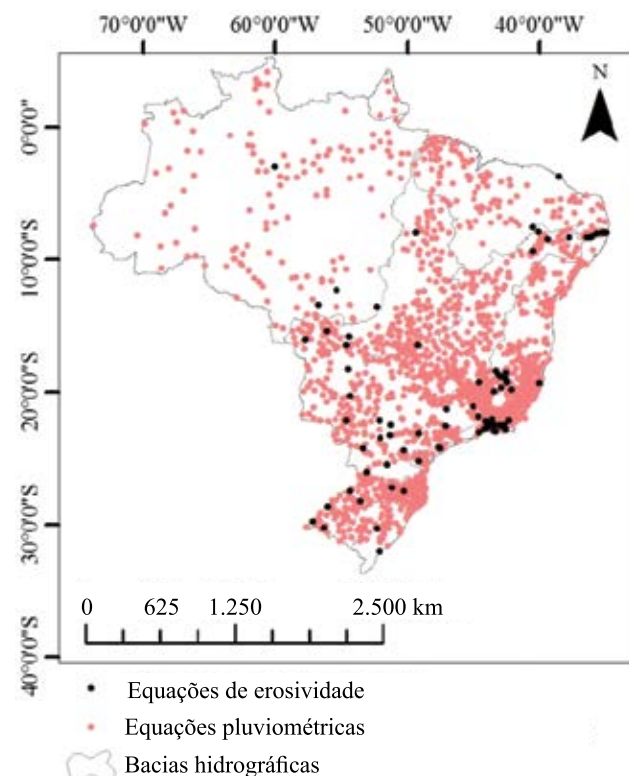 70°0'0"W 60°0'0"W 50°0'0"W 40°0'0"W
N
0°0'0"
10°0'0"S
20°0'0"S
30°0'0"S
40°0'0"S
0 625 1.250 2.500 km
Equações de erosividade
Equações pluviométricas
Bacias hidrográficas